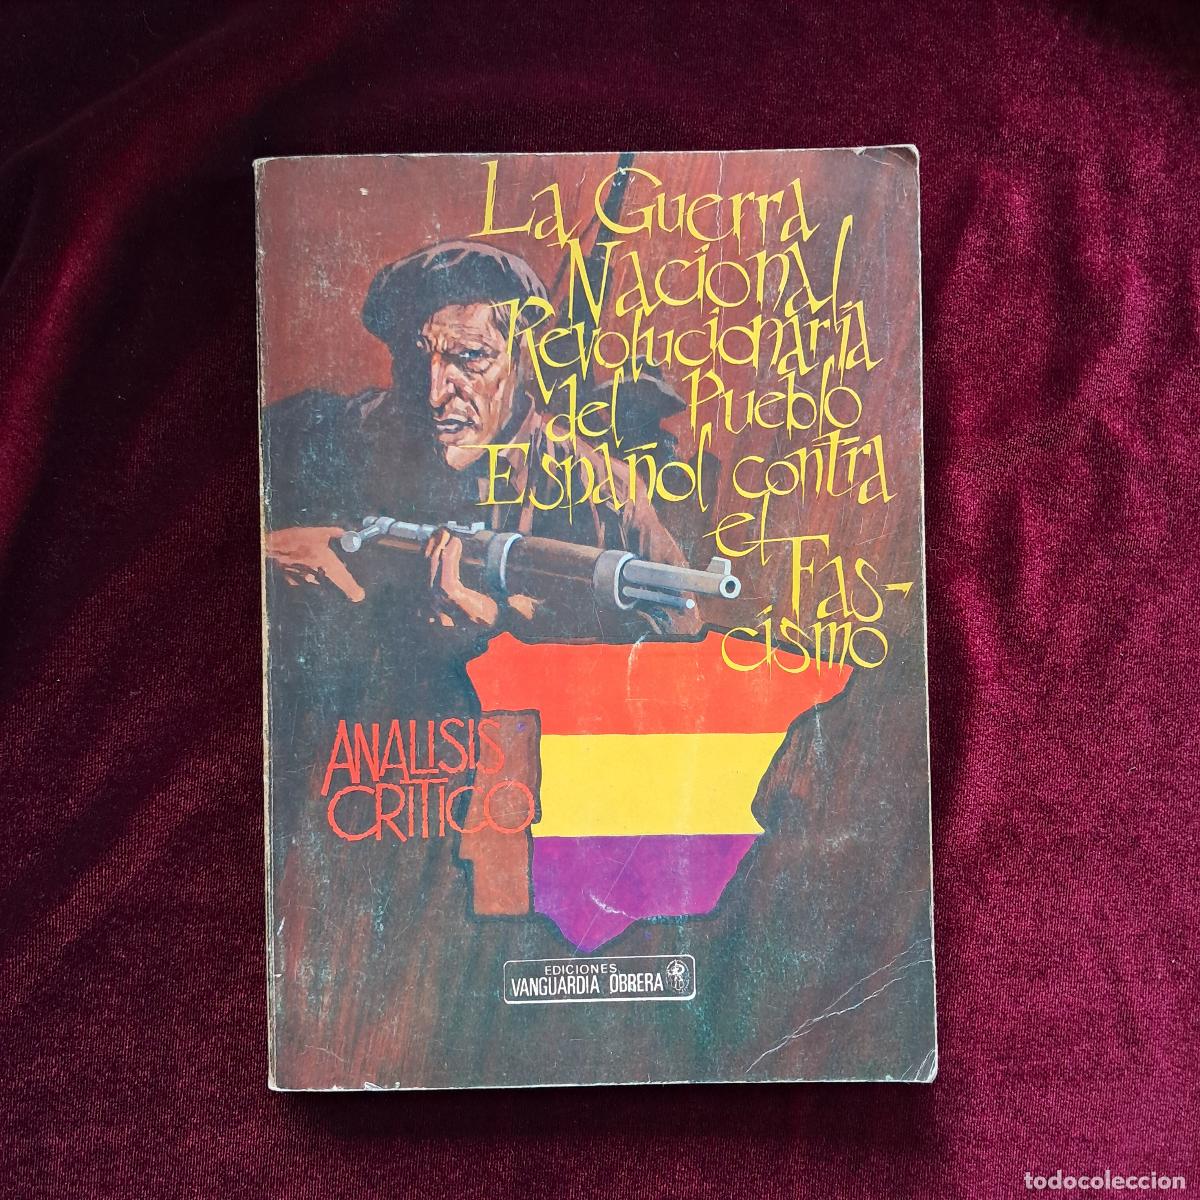 La Guerra
Nacional
Revolucionaria
del Pueblo
Español contra
el Fas-
cismo
ANALISIS
CRITICO
EDICIONES
VANGUARDIA OBRERA
todocoleccion